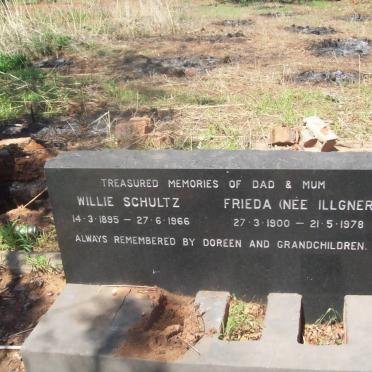 TREASURED MEMORIES OF DAD & MUM
WILLIE SCHULTZ FRIEDA (NÉE ILLGNER
14·3·1895 – 27·6·1966 27·3·1900 – 21·5·1978
ALWAYS REMEMBERED BY DOREEN AND GRANDCHILDREN.